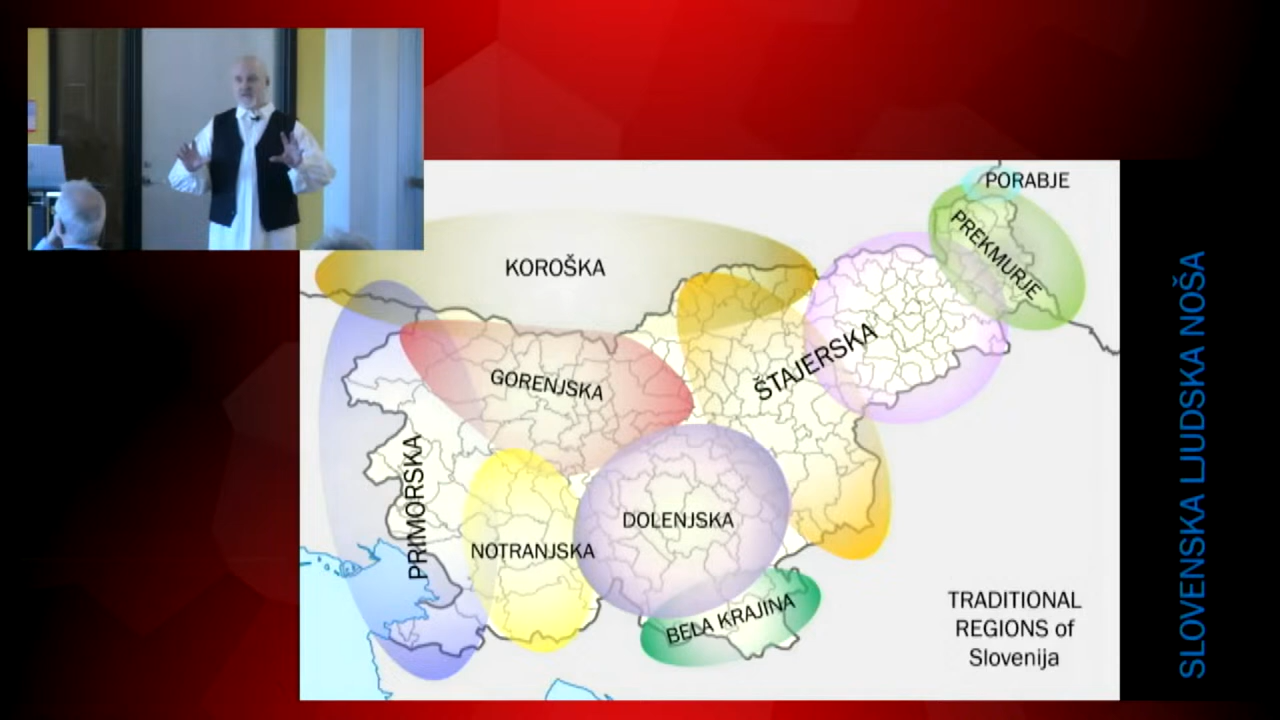 PORABJE
PREKMURJE
KOROŠKA
ŠTAJERSKA
GORENJSKA
PRIMORSKA
DOLENJSKA
NOTRANJSKA
BELA KRAJINA
TRADITIONAL
REGIONS of
Slovenija
SLOVENSKA LJUDSKA NOŠA